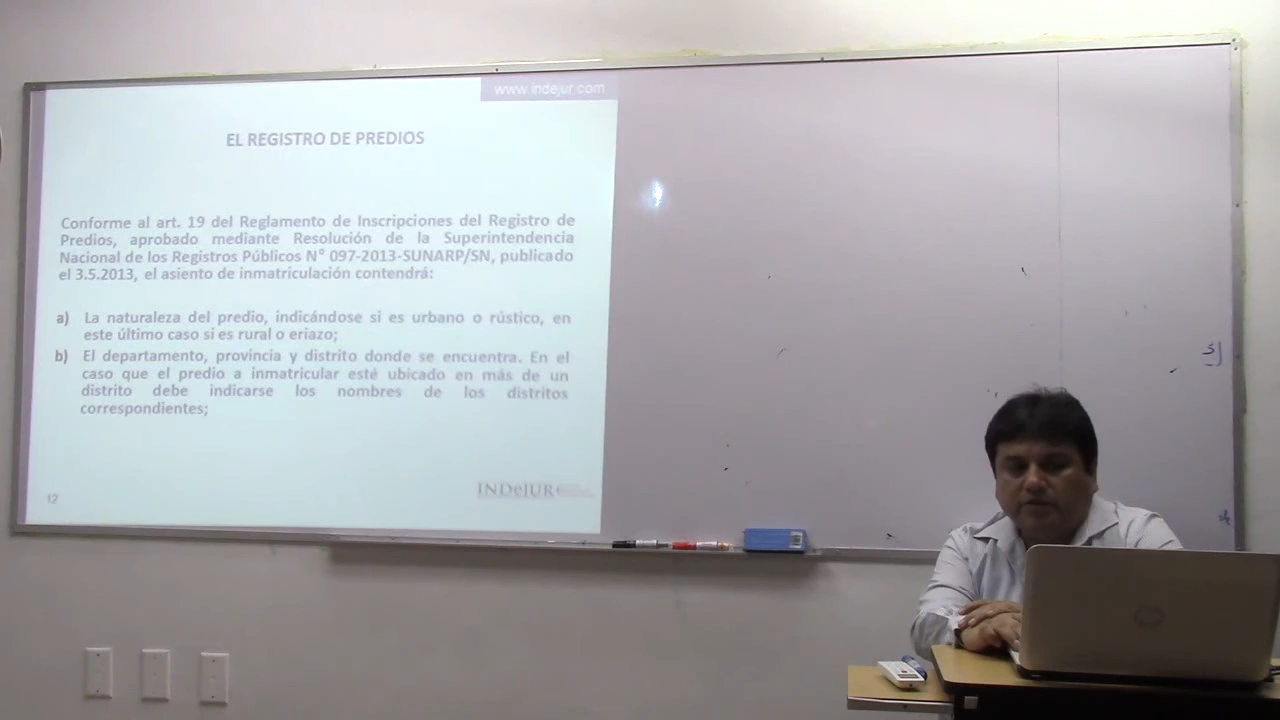 www.indejur.com
EL REGISTRO DE PREDIOS
Conforme al art. 19 del Reglamento de Inscripciones del Registro de
Predios, aprobado mediante Resolución de la Superintendencia
Nacional de los Registros Públicos N° 097-2013-SUNARP/SN, publicado
el 3.5.2013, el asiento de inmatriculación contendrá:
a) La naturaleza del predio, indicándose si es urbano o rústico, en
este último caso si es rural o eriazo;
b) El departamento, provincia y distrito donde se encuentra. En el
caso que el predio a inmatricular esté ubicado en más de un
distrito debe indicarse los nombres de los distritos
correspondientes;
12
INDeJUR